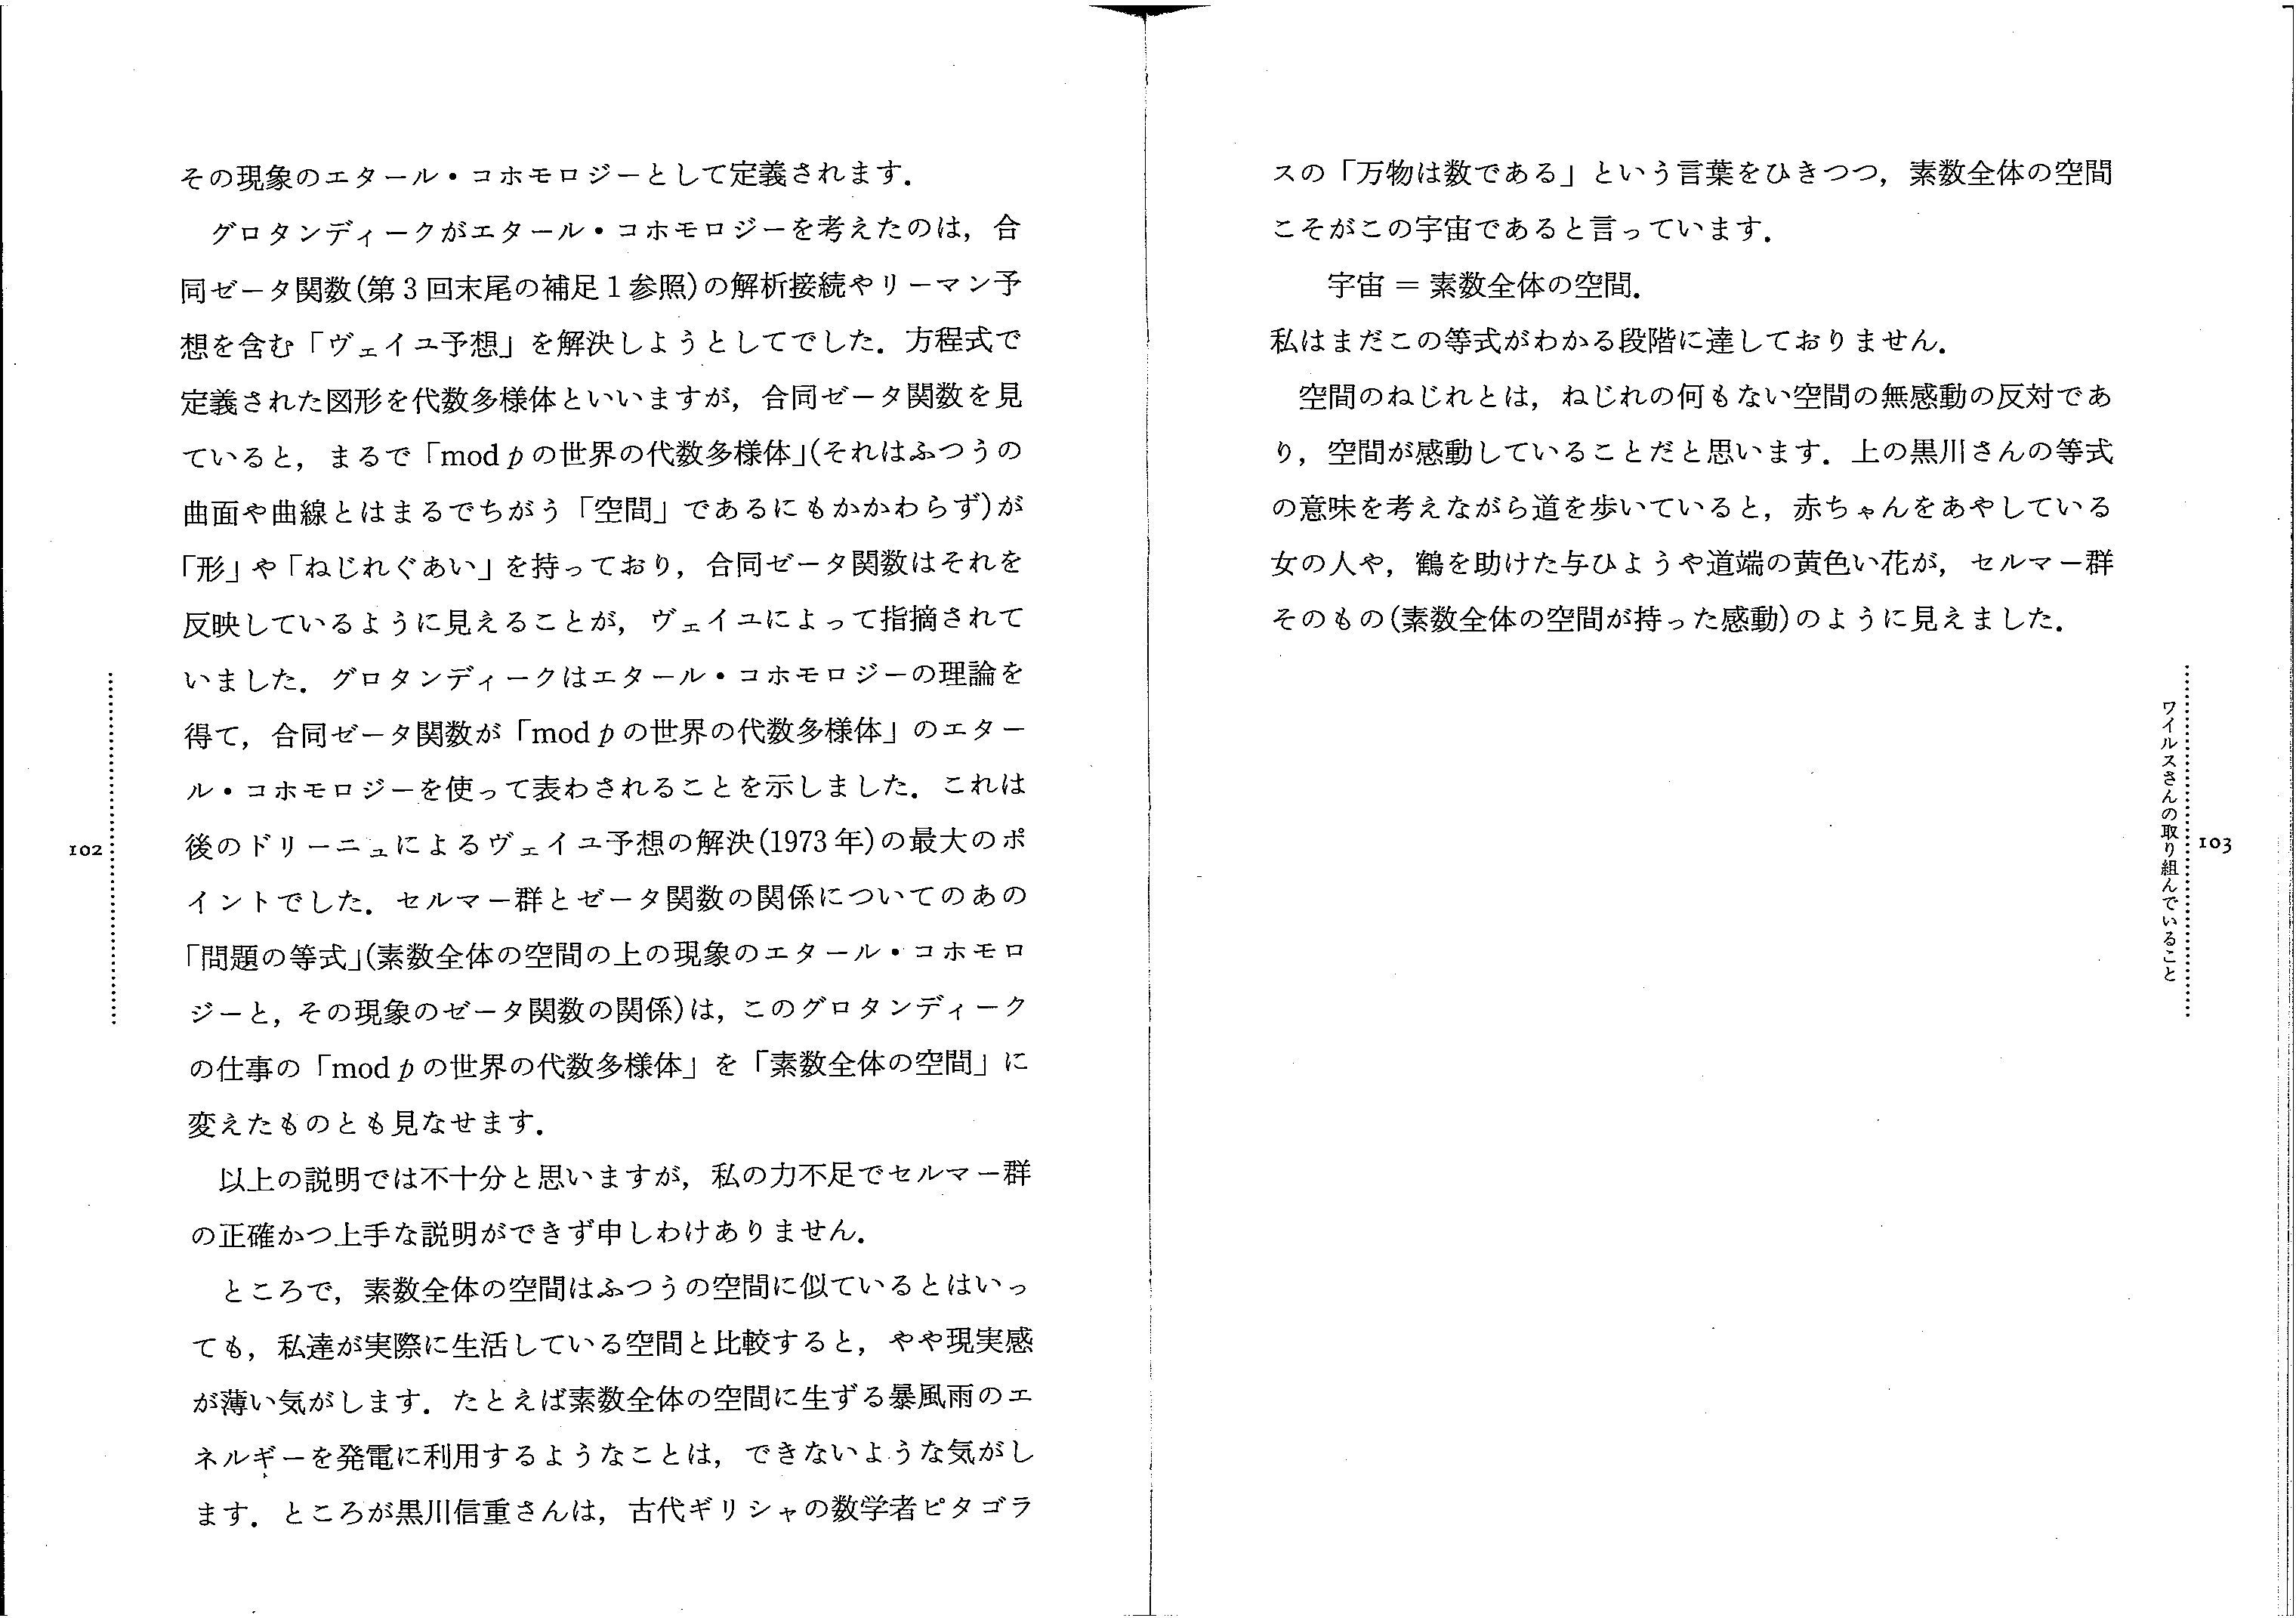 その現象のエタール・コホモロジーとして定義されます．
グロタンディークがエタール・コホモロジーを考えたのは，合
同ゼータ関数(第3回末尾の補足1参照)の解析接続やリーマン予
想を含む「ヴェイユ予想」を解決しようとしてでした．方程式で
定義された図形を代数多様体といいますが，合同ゼータ関数を見
ていると，まるで「mod pの世界の代数多様体」(それはふつうの
曲面や曲線とはまるでちがう「空間」であるにもかかわらず)が
「形」や「ねじれぐあい」を持っており，合同ゼータ関数はそれを
反映しているように見えることが，ヴェイユによって指摘されて
いました．グロタンディークはエタール・コホモロジーの理論を
得て，合同ゼータ関数が「mod pの世界の代数多様体」のエター
ル・コホモロジーを使って表わされることを示しました．これは
後のドリーニュによるヴェイユ予想の解決(1973年)の最大のポ
イントでした．セルマー群とゼータ関数の関係についてのあの
「問題の等式」(素数全体の空間の上の現象のエタール・コホモロ
ジーと，その現象のゼータ関数の関係)は，このグロタンディーク
の仕事の「mod pの世界の代数多様体」を「素数全体の空間」に
変えたものとも見なせます．
以上の説明では不十分と思いますが，私の力不足でセルマー群
の正確かつ上手な説明ができず申しわけありません．
ところで，素数全体の空間はふつうの空間に似ているとはいっ
ても，私達が実際に生活している空間と比較すると，やや現実感
が薄い気がします．たとえば素数全体の空間に生ずる暴風雨のエ
ネルギーを発電に利用するようなことは，できないような気がし
ます．ところが黒川信重さんは，古代ギリシャの数学者ピタゴラ
102
スの「万物は数である」という言葉をひきつつ，素数全体の空間
こそがこの宇宙であると言っています．
宇宙 ＝ 素数全体の空間．
私はまだこの等式がわかる段階に達しておりません．
空間のねじれとは，ねじれの何もない空間の無感動の反対であ
り，空間が感動していることだと思います．上の黒川さんの等式
の意味を考えながら道を歩いていると，赤ちゃんをあやしている
女の人や，鶴を助けた与ひようや道端の黄色い花が，セルマー群
そのもの(素数全体の空間が持った感動)のように見えました．
ワイルスさんの取り組んでいること
103